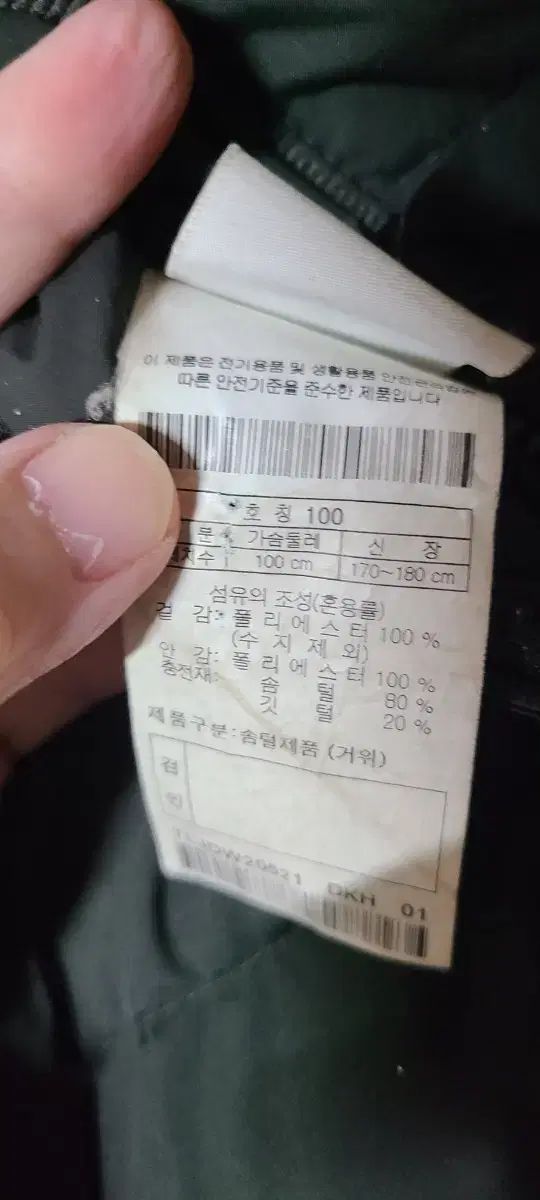 이 제품은 전기용품 및 생활용품
따른 안전기준을 준수한 제품입니다
호 칭 100
분 가슴둘레 신 장
치수 100 cm 170~180 cm
섬유의 조성(혼용률)
겉 감: 폴 리 에 스 터 100 %
(수 지 제 외)
안 감: 폴 리 에 스 터 100 %
충전재: 솜 털 80 %
깃 털 20 %
제품구분:솜털제품 (거위)
검
DKH 01